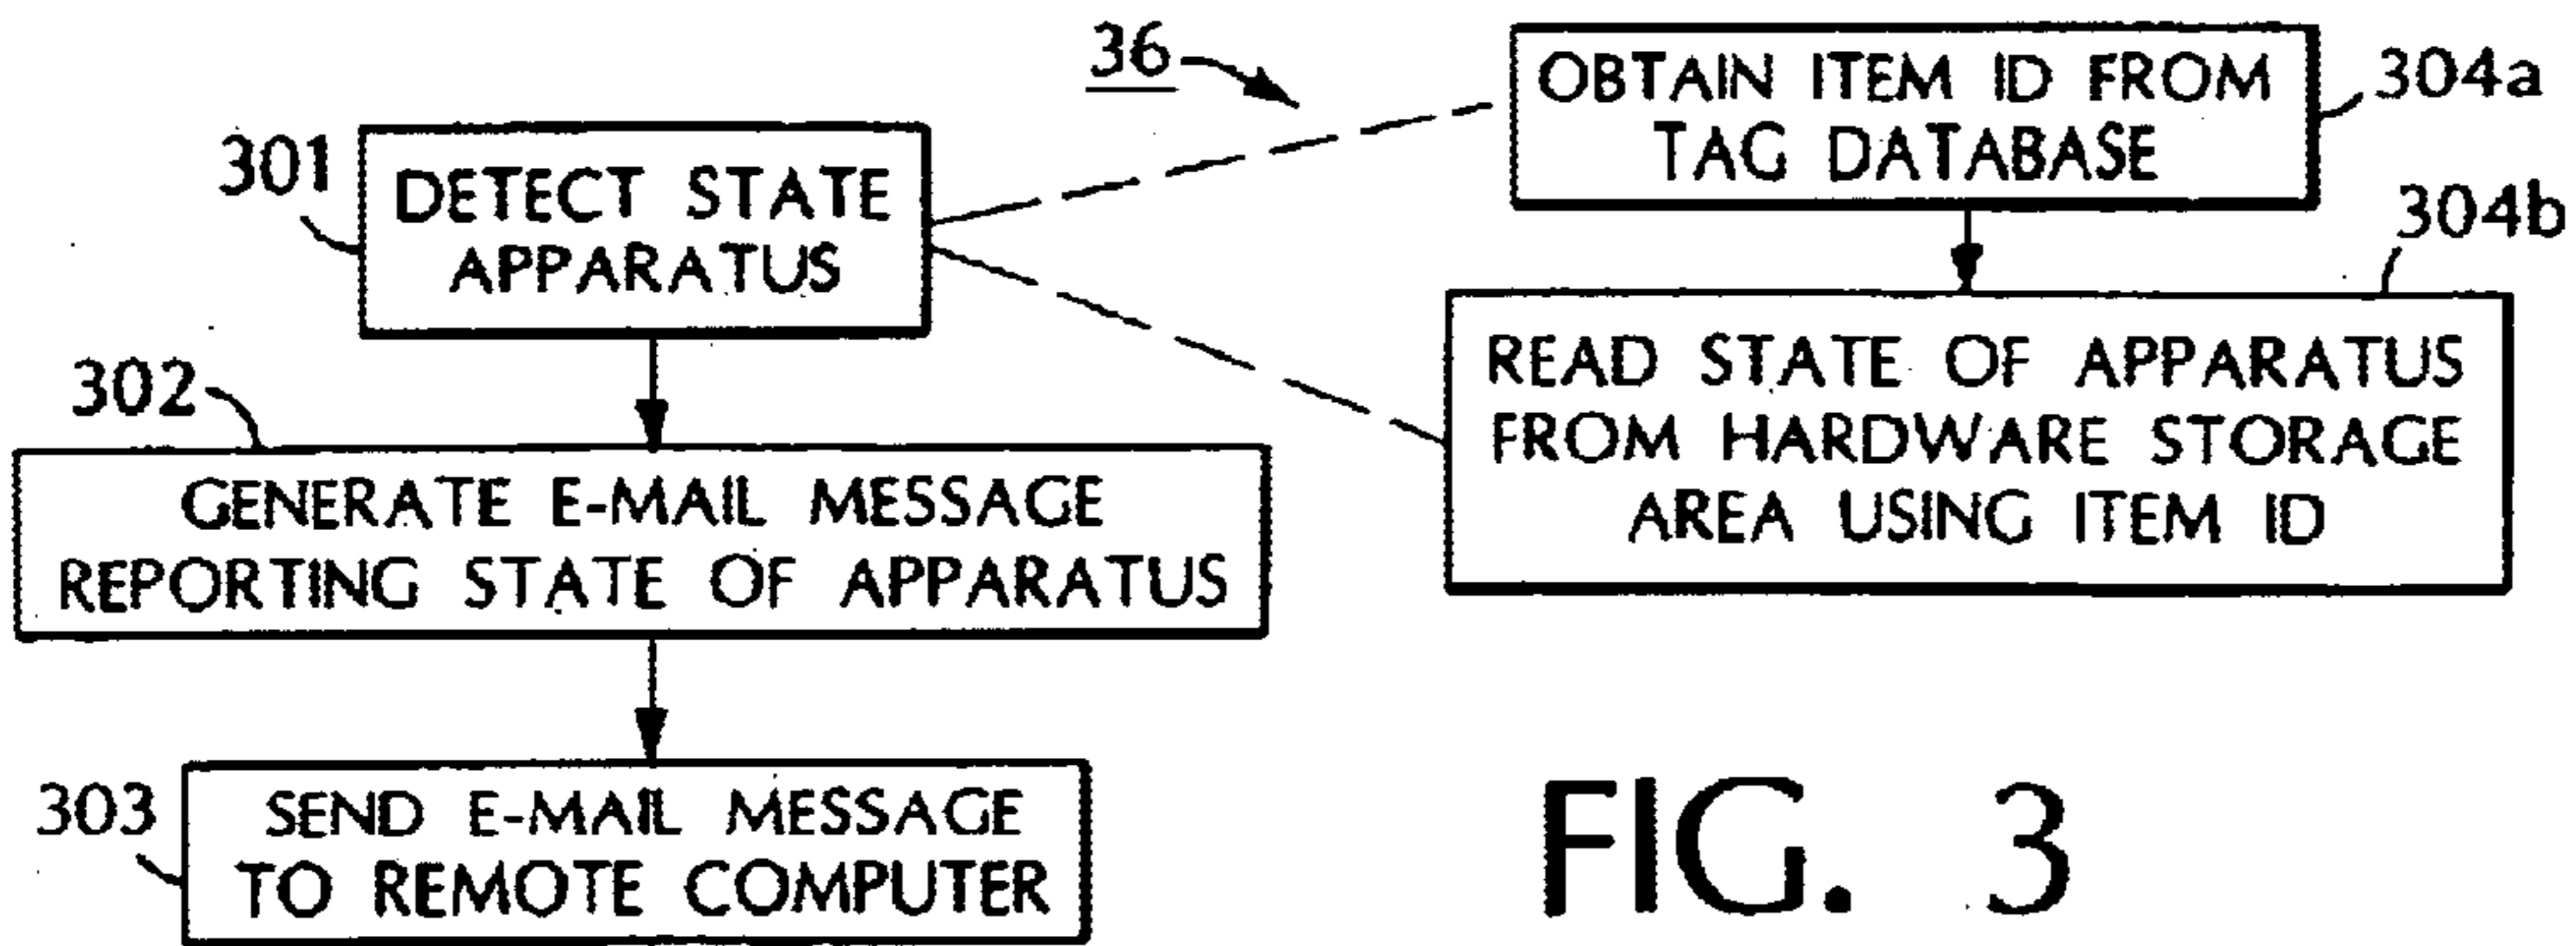 36
301
DETECT STATE
APPARATUS
302
GENERATE E-MAIL MESSAGE
REPORTING STATE OF APPARATUS
303
SEND E-MAIL MESSAGE
TO REMOTE COMPUTER
304a
OBTAIN ITEM ID FROM
TAG DATABASE
304b
READ STATE OF APPARATUS
FROM HARDWARE STORAGE
AREA USING ITEM ID
FIG. 3